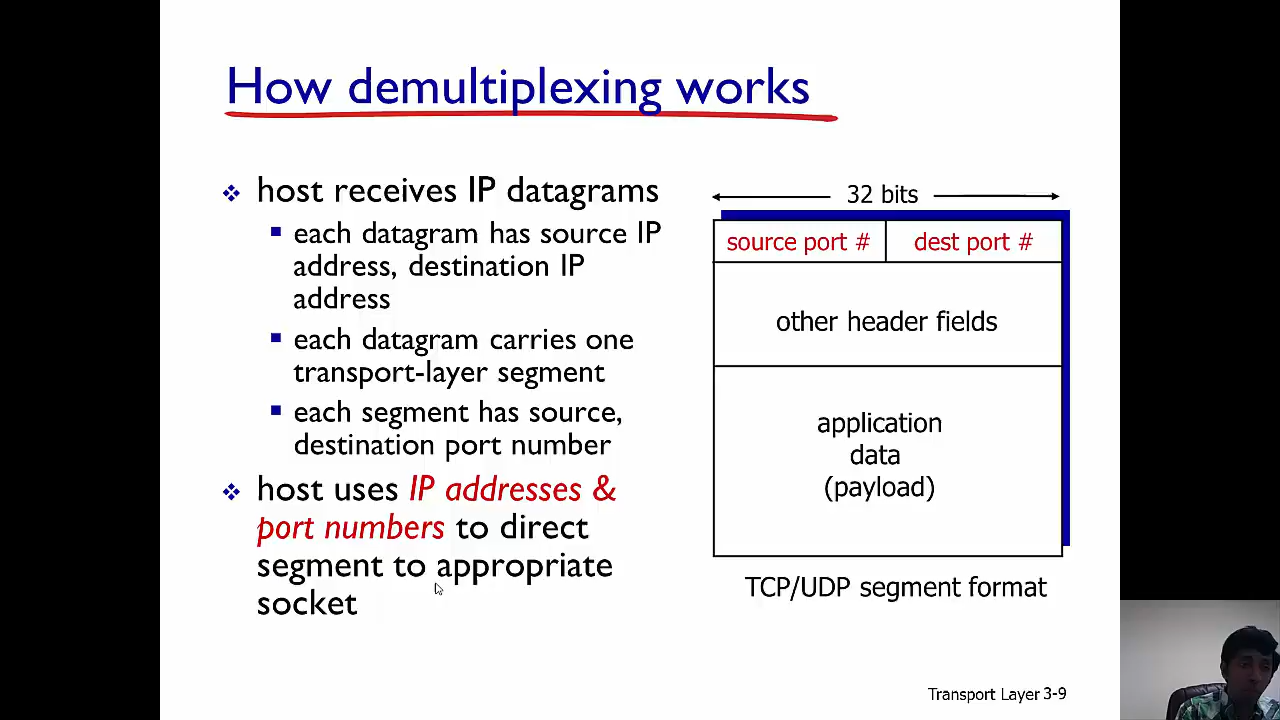 How demultiplexing works
❖ host receives IP datagrams
▪ each datagram has source IP
address, destination IP
address
▪ each datagram carries one
transport-layer segment
▪ each segment has source,
destination port number
❖ host uses IP addresses &
port numbers to direct
segment to appropriate
socket
32 bits
source port # dest port #
other header fields
application
data
(payload)
TCP/UDP segment format
Transport Layer 3-9